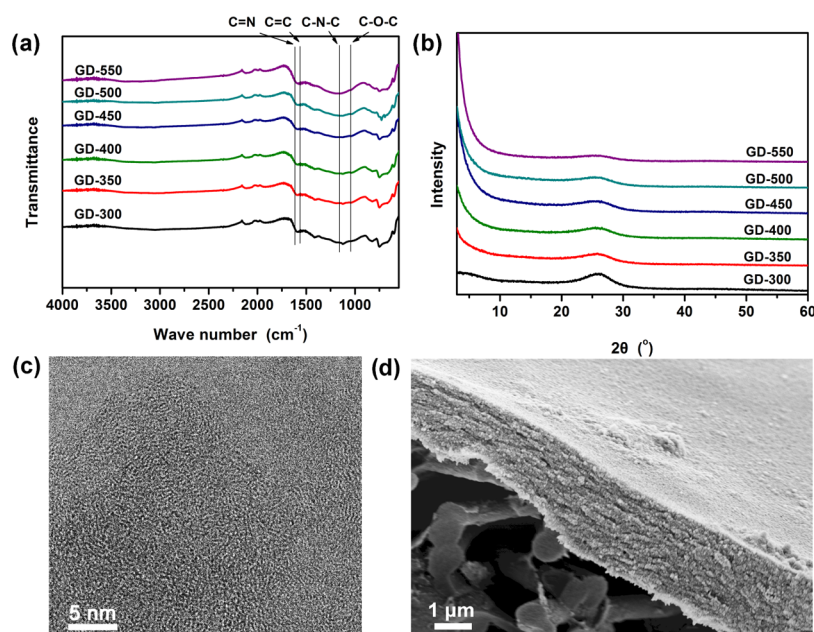 (a)
C=N C=C C-N-C C-O-C
GD-550
GD-500
GD-450
GD-400
GD-350
GD-300
Transmittance
4000 3500 3000 2500 2000 1500 1000
Wave number (cm⁻¹)
(b)
GD-550
GD-500
GD-450
GD-400
GD-350
GD-300
Intensity
10 20 30 40 50 60
2θ (°)
(c)
5 nm
(d)
1 µm